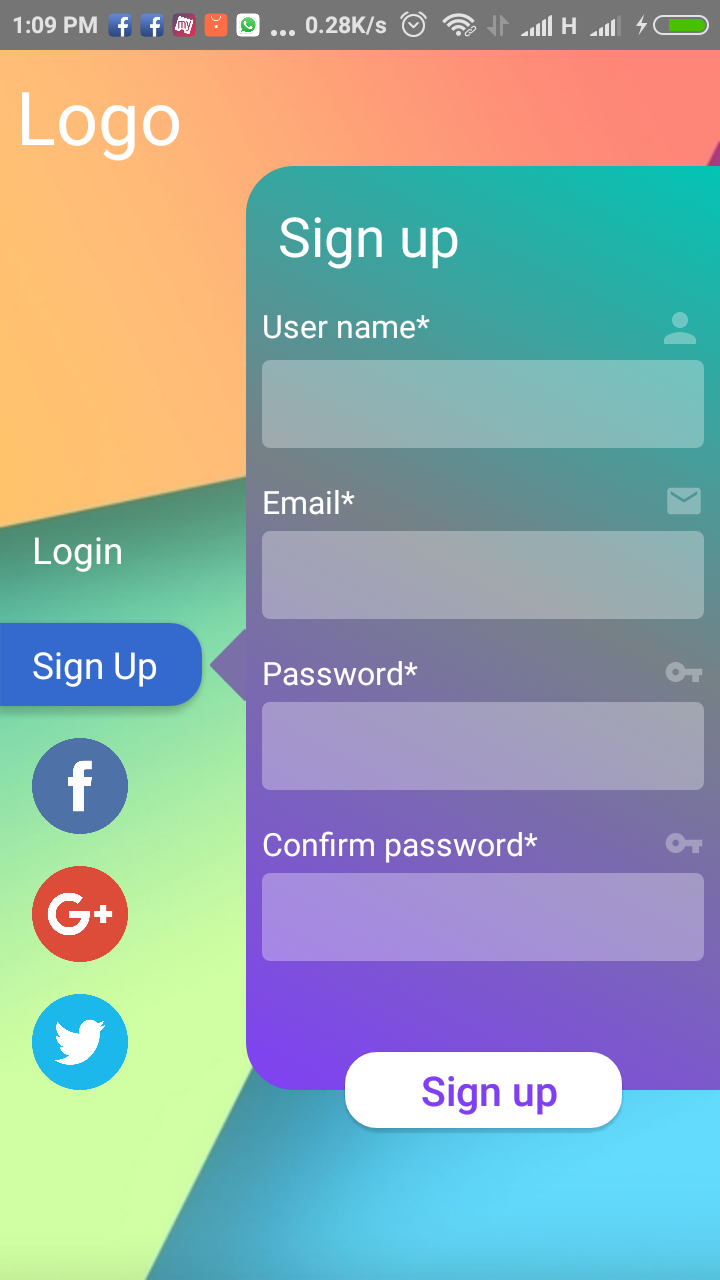 1:09 PM ... 0.28K/s H
Logo
Sign up
User name*
Email*
Login
Sign Up
Password*
Confirm password*
G+
Sign up